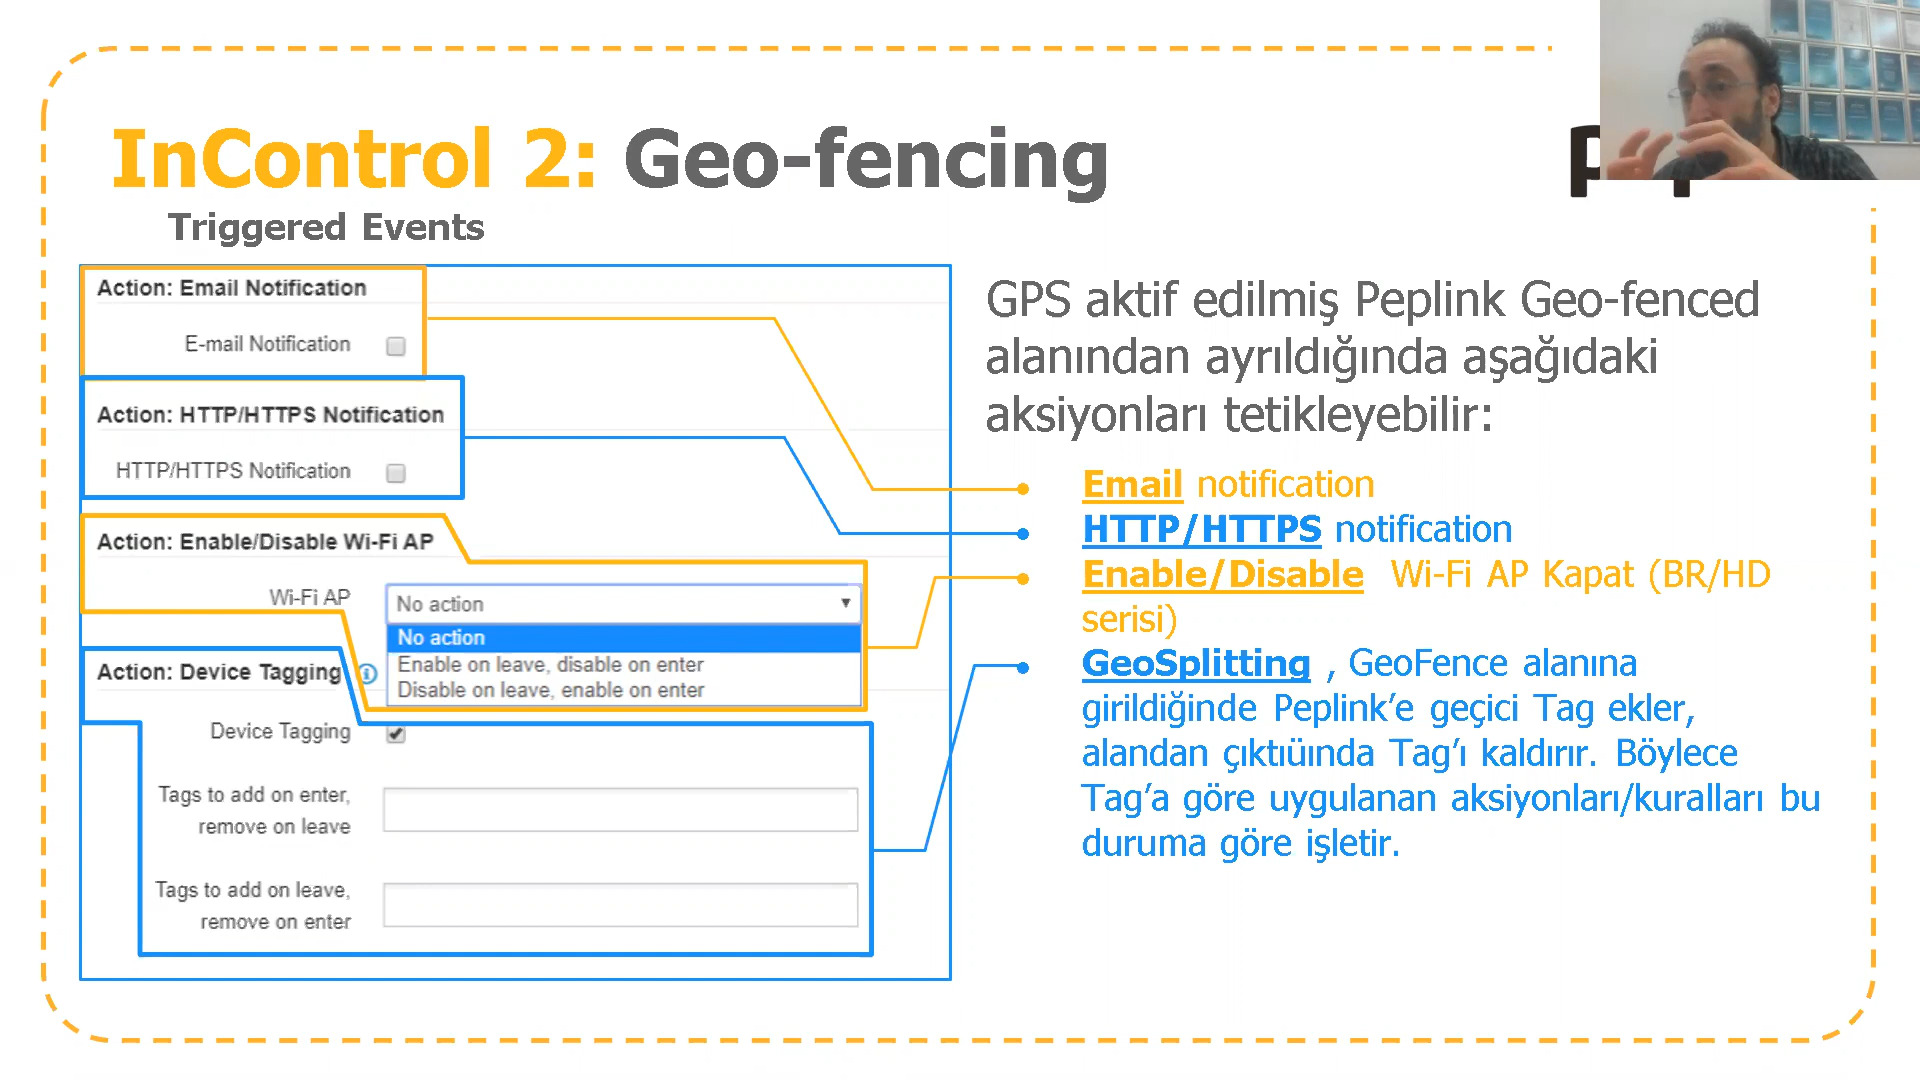 InControl 2: Geo-fencing
Triggered Events
Action: Email Notification
E-mail Notification
Action: HTTP/HTTPS Notification
HTTP/HTTPS Notification
Action: Enable/Disable Wi-Fi AP
Wi-Fi AP
No action
No action
Enable on leave, disable on enter
Disable on leave, enable on enter
Action: Device Tagging
Device Tagging
Tags to add on enter,
remove on leave
Tags to add on leave,
remove on enter
GPS aktif edilmiş Peplink Geo-fenced
alanından ayrıldığında aşağıdaki
aksiyonları tetikleyebilir:
Email notification
HTTP/HTTPS notification
Enable/Disable Wi-Fi AP Kapat (BR/HD
serisi)
GeoSplitting , GeoFence alanına
girildiğinde Peplink’e geçici Tag ekler,
alandan çıktıüında Tag’ı kaldırır. Böylece
Tag’a göre uygulanan aksiyonları/kuralları bu
duruma göre işletir.